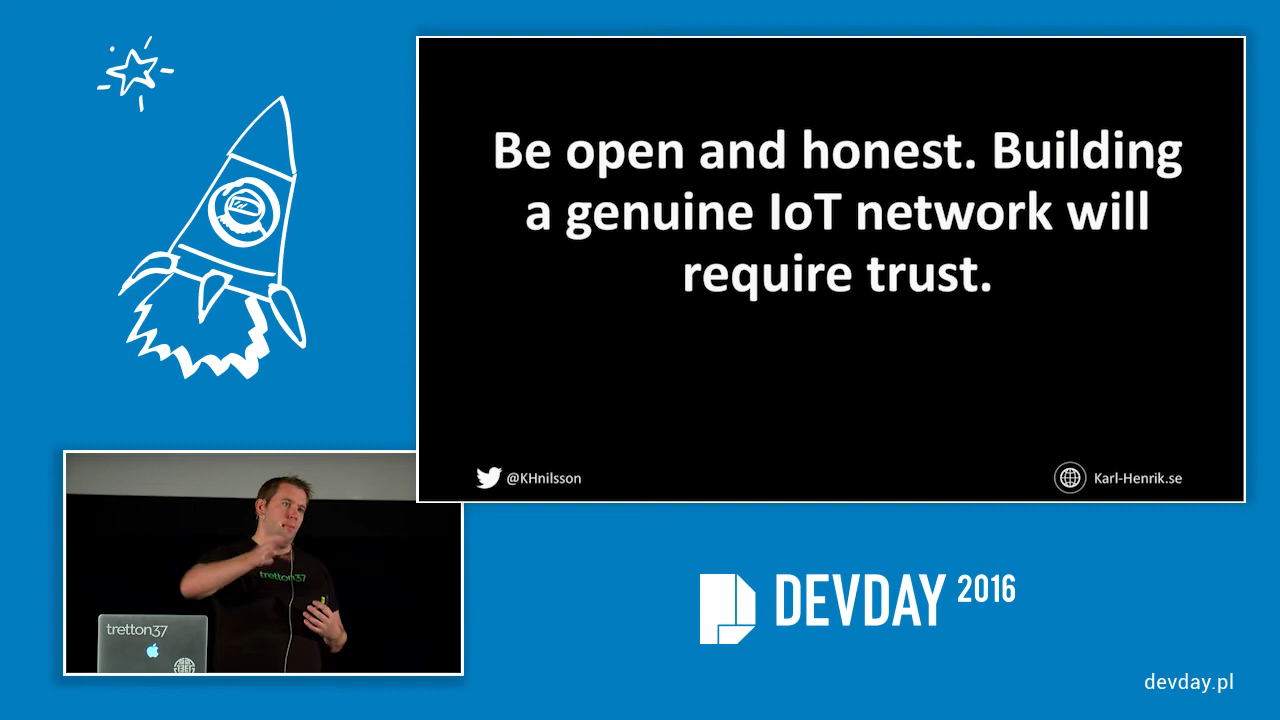 Be open and honest. Building
a genuine IoT network will
require trust.
@KHnilsson
Karl-Henrik.se
tretton37
tretton37
DEVDAY 2016
devday.pl